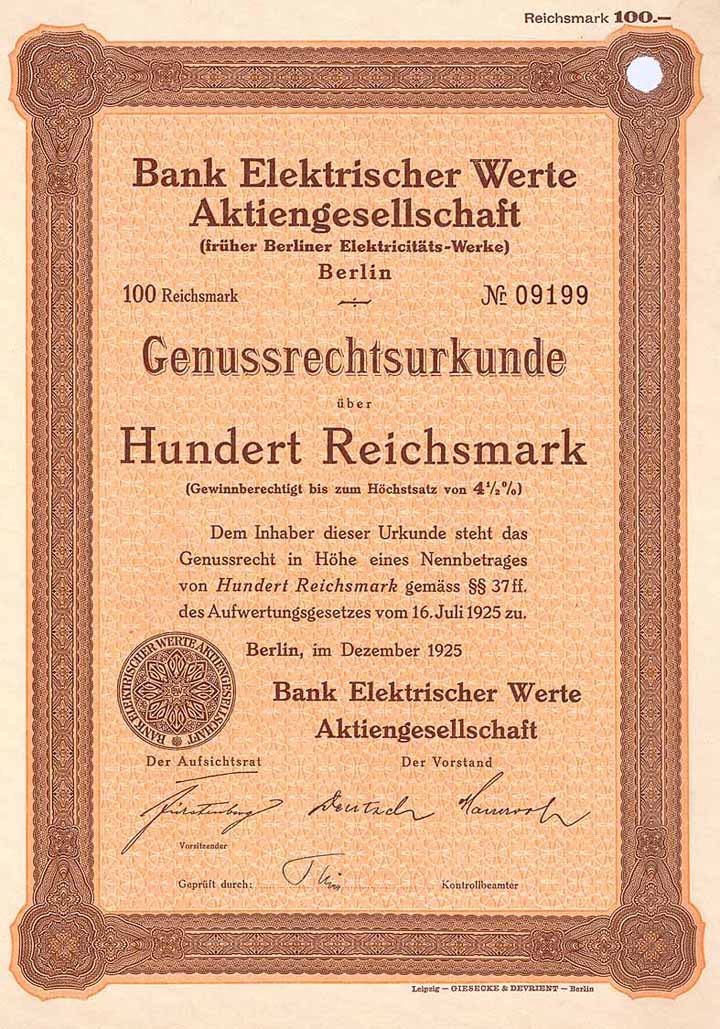 Reichsmark 100.—
Bank Elektrischer Werte
Aktiengesellschaft
(früher Berliner Elektricitäts-Werke)
Berlin
100 Reichsmark
Nr. 09199
Genussrechtsurkunde
über
Hundert Reichsmark
(Gewinnberechtigt bis zum Höchstsatz von 4½%)
Dem Inhaber dieser Urkunde steht das
Genussrecht in Höhe eines Nennbetrages
von Hundert Reichsmark gemäss §§ 37 ff.
des Aufwertungsgesetzes vom 16. Juli 1925 zu.
BANK ELEKTRISCHER WERTE AKTIENGESELLSCHAFT
Berlin, im Dezember 1925
Bank Elektrischer Werte
Aktiengesellschaft
Der Aufsichtsrat
Der Vorstand
Fürstenberg Deutsch
Vorsitzender
Geprüft durch:
Kontrollbeamter
Leipzig — GIESECKE & DEVRIENT — Berlin